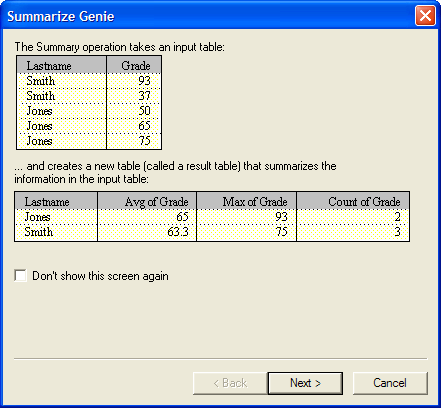 Summarize Genie
The Summary operation takes an input table:
Lastname Grade
Smith 93
Smith 37
Jones 50
Jones 65
Jones 75
... and creates a new table (called a result table) that summarizes the
information in the input table:
Lastname Avg of Grade Max of Grade Count of Grade
Jones 65 93 2
Smith 63.3 75 3
Don't show this screen again
< Back Next > Cancel